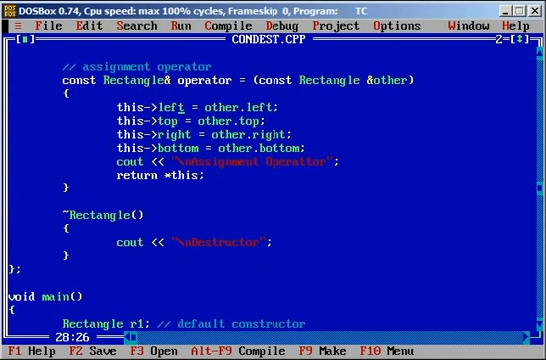 DOSBox 0.74, Cpu speed: max 100% cycles, Frameskip 0, Program: TC
≡ File Edit Search Run Compile Debug Project Options Window Help
[■] CONDEST.CPP 2=[↕]
// assignment operator
const Rectangle& operator = (const Rectangle &other)
{
this->left = other.left;
this->top = other.top;
this->right = other.right;
this->bottom = other.bottom;
cout << "\nAssignment Operattor";
return *this;
}
~Rectangle()
{
cout << "\nDestructor";
}
};
void main()
{
Rectangle r1; // default constructor
28:26
F1 Help F2 Save F3 Open Alt-F9 Compile F9 Make F10 Menu